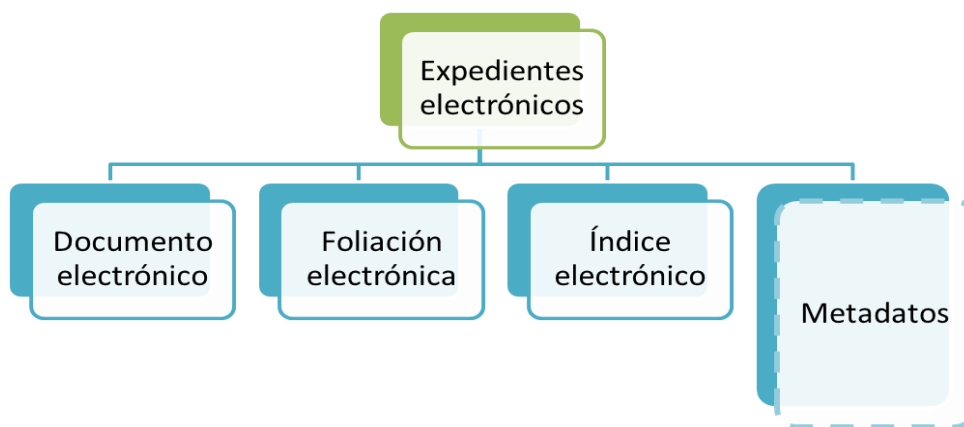 Expedientes
electrónicos
Documento
electrónico
Foliación
electrónica
Índice
electrónico
Metadatos